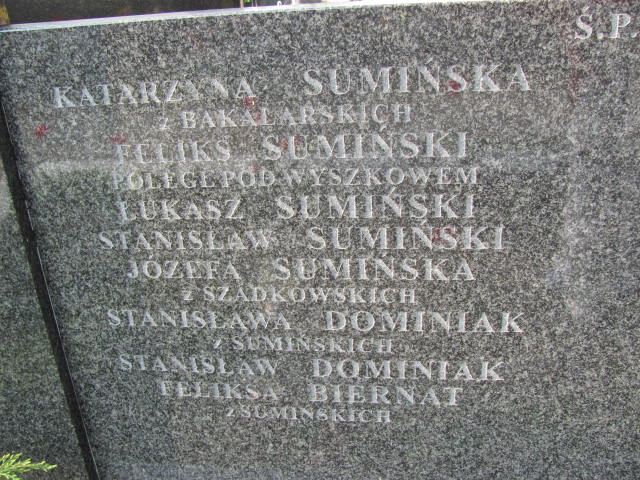 Ś.P.
KATARZYNA SUMIŃSKA
Z BAKALARSKICH
FELIKS SUMIŃSKI
POLEGŁ POD WYSZKOWEM
ŁUKASZ SUMIŃSKI
STANISŁAW SUMIŃSKI
JÓZEFA SUMIŃSKA
Z SZADKOWSKICH
STANISŁAWA DOMINIAK
Z SUMIŃSKICH
STANISŁAW DOMINIAK
FELIKSA BIERNAT
Z SUMIŃSKICH